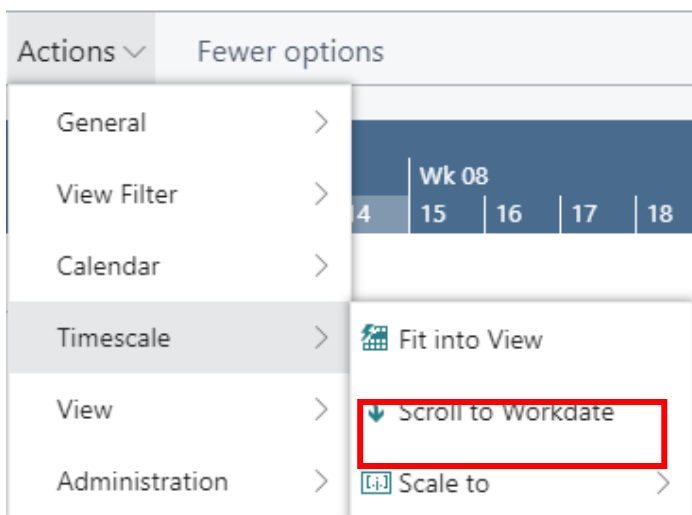 Actions Fewer options
General
View Filter
Calendar
Timescale
View
Administration
Wk 08
14 15 16 17 18
Fit into View
Scroll to Workdate
Scale to